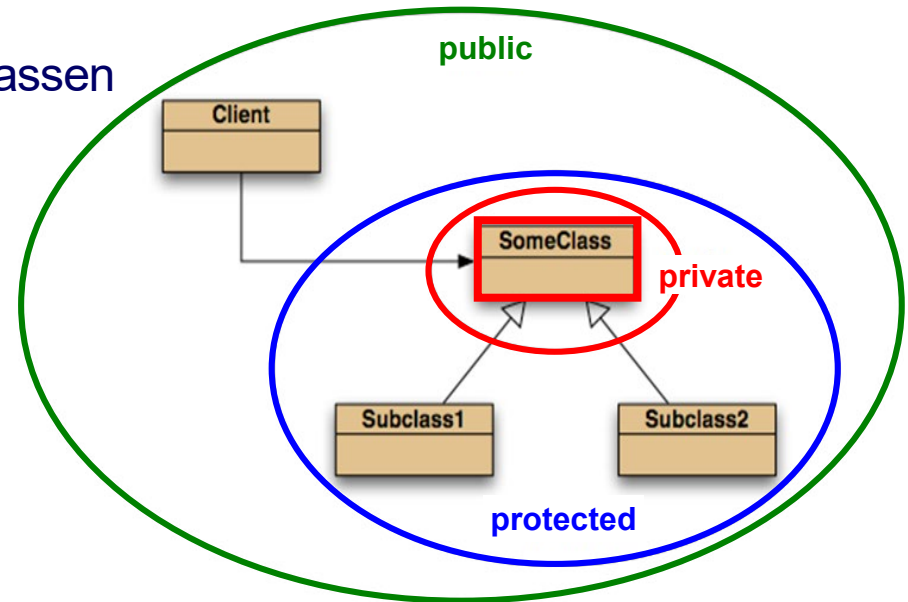 public
assen
Client
SomeClass
private
Subclass1
Subclass2
protected